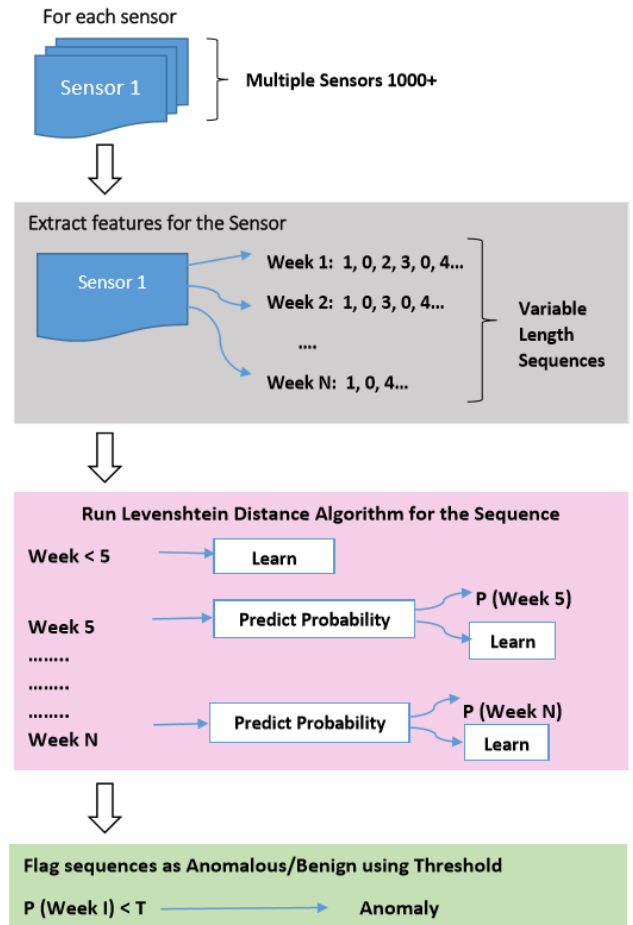 For each sensor
Sensor 1
Multiple Sensors 1000+
Extract features for the Sensor
Sensor 1
Week 1: 1, 0, 2, 3, 0, 4...
Week 2: 1, 0, 3, 0, 4...
....
Week N: 1, 0, 4...
Variable
Length
Sequences
Run Levenshtein Distance Algorithm for the Sequence
Week < 5
Learn
Week 5
Predict Probability
P (Week 5)
Learn
........
........
........
Week N
Predict Probability
P (Week N)
Learn
Flag sequences as Anomalous/Benign using Threshold
P (Week I) < T
Anomaly